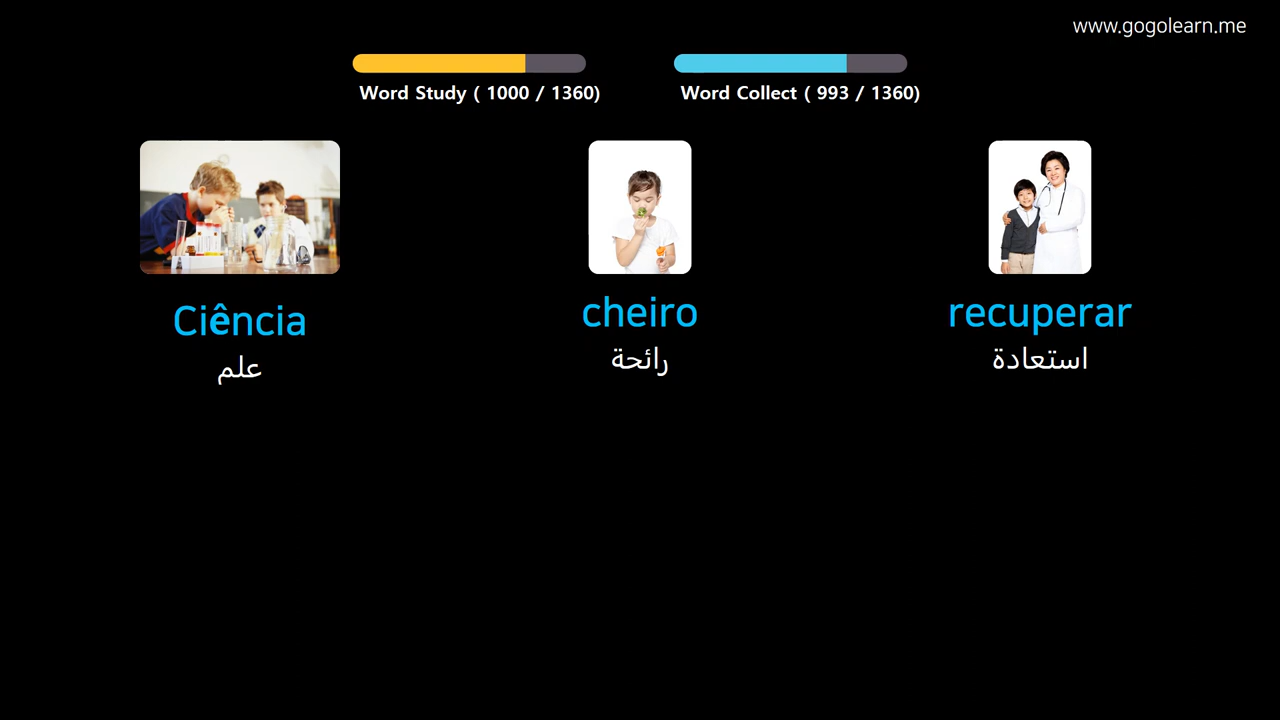 www.gogolearn.me
Word Study ( 1000 / 1360)
Word Collect ( 993 / 1360)
Ciência
علم
cheiro
رائحة
recuperar
استعادة